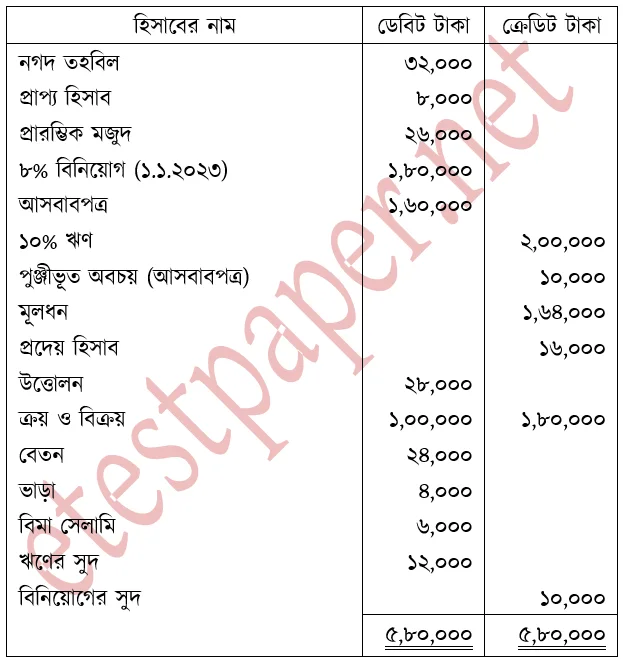 হিসাবের নাম ডেবিট টাকা ক্রেডিট টাকা
নগদ তহবিল ৩২,০০০
প্রাপ্য হিসাব ৮,০০০
প্রারম্ভিক মজুদ ২৬,০০০
৮% বিনিয়োগ (১.১.২০২৩) ১,৮০,০০০
আসবাবপত্র ১,৬০,০০০
১০% ঋণ ২,০০,০০০
পুঞ্জীভূত অবচয় (আসবাবপত্র) ১০,০০০
মূলধন ১,৬৪,০০০
প্রদেয় হিসাব ১৬,০০০
উত্তোলন ২৮,০০০
ক্রয় ও বিক্রয় ১,০০,০০০ ১,৮০,০০০
বেতন ২৪,০০০
ভাড়া ৪,০০০
বিমা সেলামি ৬,০০০
ঋণের সুদ ১২,০০০
বিনিয়োগের সুদ ১০,০০০
৫,৮০,০০০ ৫,৮০,০০০
etestpaper.net